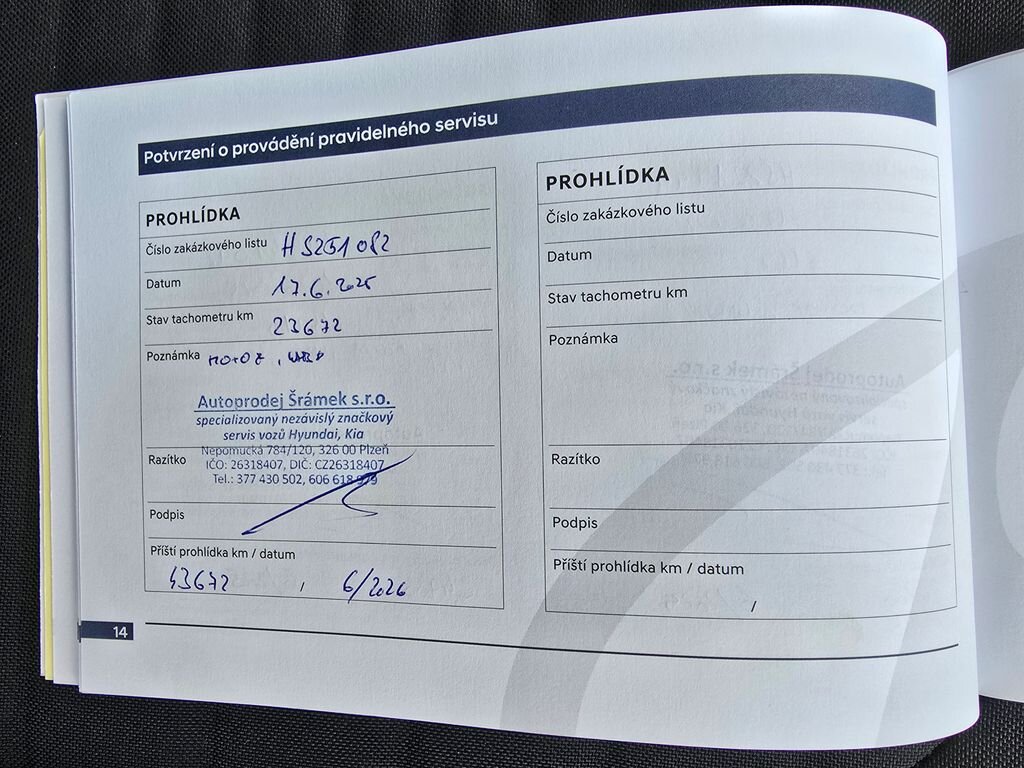 Potvrzení o provádění pravidelného servisu
PROHLÍDKA
Číslo zakázkového listu HS251082
Datum 17.6.2025
Stav tachometru km 23672
Poznámka
Autoprodej Šrámek s.r.o.
specializovaný nezávislý značkový
servis vozů Hyundai, Kia
Nepomucká 784/120, 326 00 Plzeň
Razítko
IČO: 26318407, DIČ: CZ26318407
Tel.: 377 430 502, 606 618 979
Podpis
Příští prohlídka km / datum
43672 / 6/2026
PROHLÍDKA
Číslo zakázkového listu
Datum
Stav tachometru km
Poznámka
Razítko
Podpis
Příští prohlídka km / datum
/
14